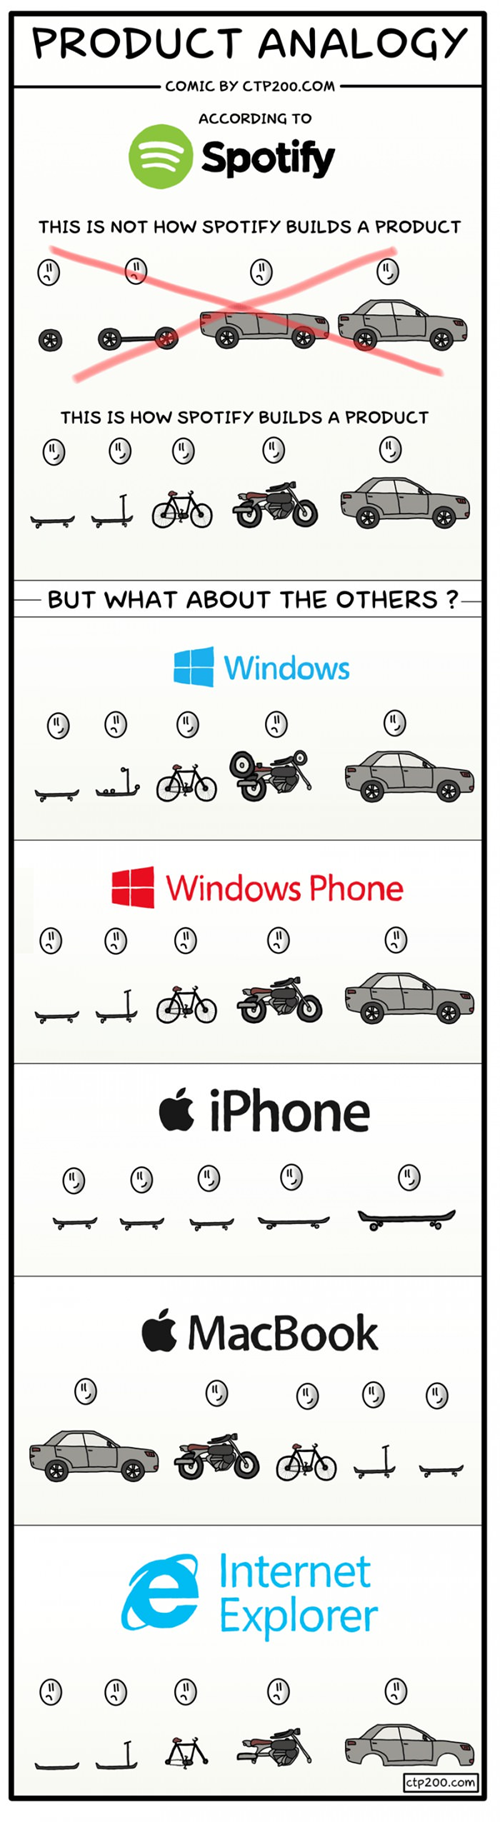 PRODUCT ANALOGY
COMIC BY CTP200.COM
ACCORDING TO
Spotify
THIS IS NOT HOW SPOTIFY BUILDS A PRODUCT
THIS IS HOW SPOTIFY BUILDS A PRODUCT
BUT WHAT ABOUT THE OTHERS ?
Windows
Windows Phone
iPhone
MacBook
Internet
Explorer
ctp200.com